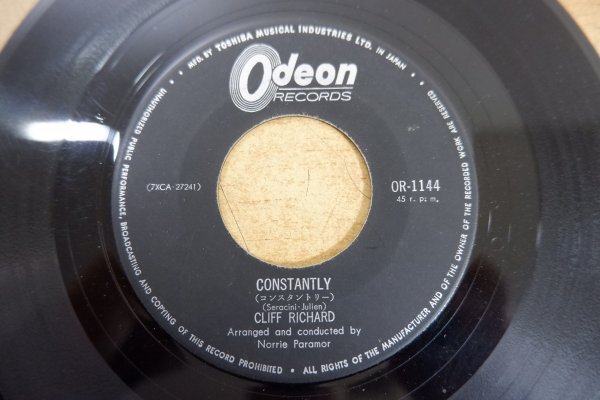 MFD. BY TOSHIBA MUSICAL INDUSTRIES LTD. IN JAPAN.
Odeon
RECORDS
(7XCA-27241)
OR-1144
45 r. p. m.
CONSTANTLY
(コンスタントリー)
(Seracini-Julien)
CLIFF RICHARD
Arranged and conducted by
Norrie Paramor
UNAUTHORIZED PUBLIC PERFORMANCE, BROADCASTING AND COPYING OF THIS RECORD PROHIBITED • ALL RIGHTS OF THE MANUFACTURER AND OF THE OWNER OF THE RECORDED WORK ARE RESERVED